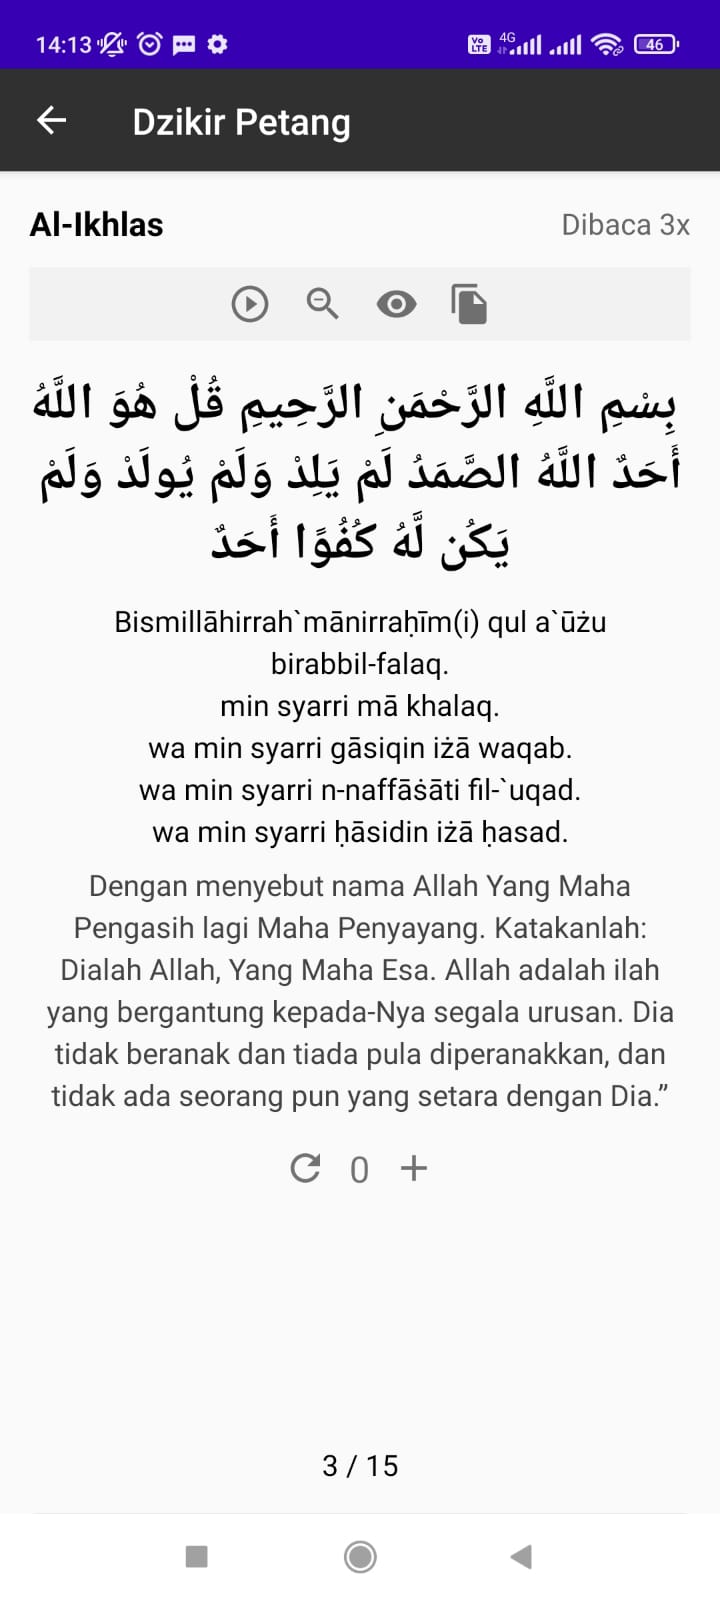 14:13
Vo LTE 4G 46
Dzikir Petang
Al-Ikhlas Dibaca 3x
بِسْمِ اللَّهِ الرَّحْمَنِ الرَّحِيمِ قُلْ هُوَ اللَّهُ
أَحَدٌ اللَّهُ الصَّمَدُ لَمْ يَلِدْ وَلَمْ يُولَدْ وَلَمْ
يَكُن لَّهُ كُفُوًا أَحَدٌ
Bismillāhirrah`mānirraḥīm(i) qul a`ūżu
birabbil-falaq.
min syarri mā khalaq.
wa min syarri gāsiqin iżā waqab.
wa min syarri n-naffāṡāti fil-`uqad.
wa min syarri ḥāsidin iżā ḥasad.
Dengan menyebut nama Allah Yang Maha
Pengasih lagi Maha Penyayang. Katakanlah:
Dialah Allah, Yang Maha Esa. Allah adalah ilah
yang bergantung kepada-Nya segala urusan. Dia
tidak beranak dan tiada pula diperanakkan, dan
tidak ada seorang pun yang setara dengan Dia.”
0
3 / 15